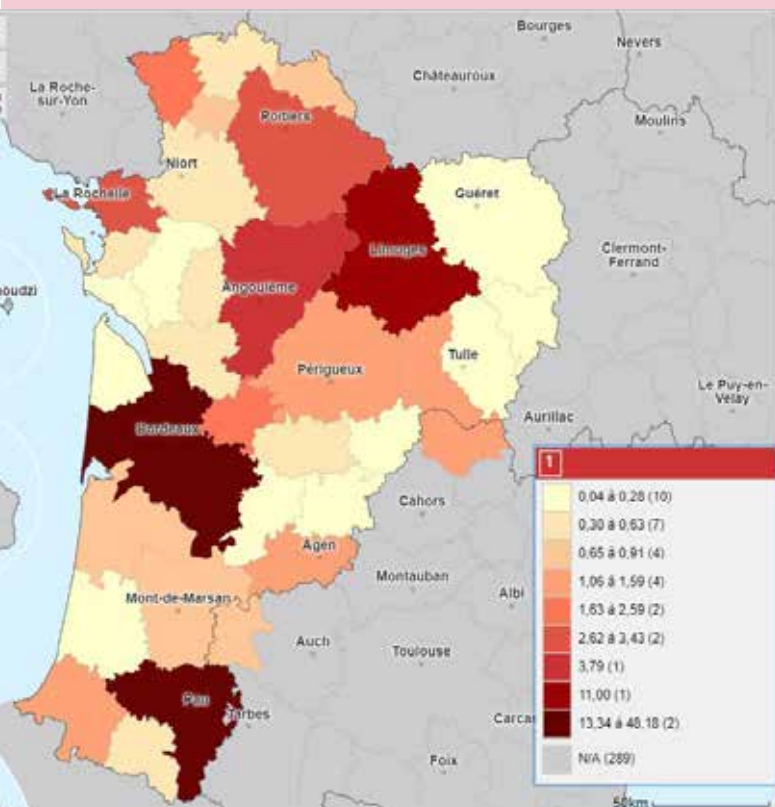 Bourges
Nevers
La Roche-
sur-Yon
Châteauroux
Poitiers
Moulins
Niort
La Rochelle
Guéret
Limoges
Clermont-
Ferrand
oudzi
Angoulême
Tulle
Périgueux
Le Puy-en-
Velay
Aurillac
Bordeaux
1
0,04 à 0,28 (10)
0,30 à 0,63 (7)
0,65 à 0,91 (4)
1,06 à 1,59 (4)
1,63 à 2,59 (2)
2,62 à 3,43 (2)
3,79 (1)
11,00 (1)
13,34 à 48,18 (2)
N/A (289)
Cahors
Agen
Montauban
Mont-de-Marsan
Albi
Auch
Toulouse
Pau
Tarbes
Carca
Foix
50km